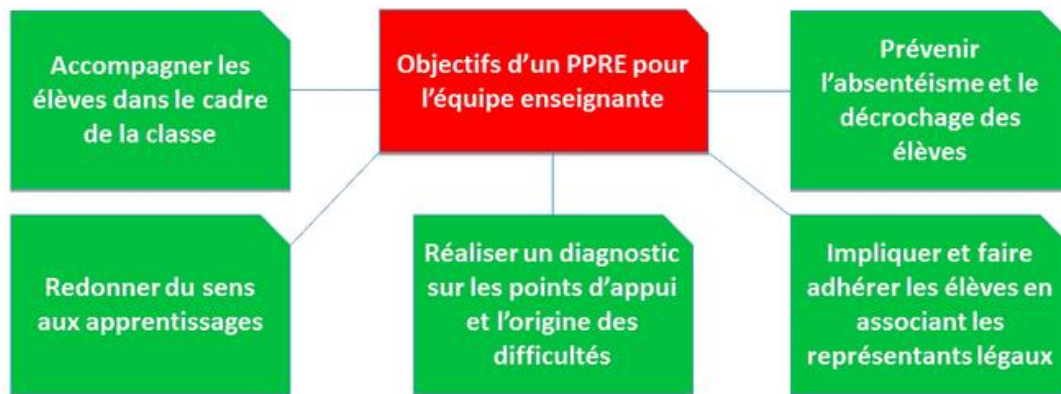 Accompagner les
élèves dans le cadre
de la classe
Objectifs d’un PPRE pour
l’équipe enseignante
Prévenir
l’absentéisme et le
décrochage des
élèves
Redonner du sens
aux apprentissages
Réaliser un diagnostic
sur les points d’appui
et l’origine des
difficultés
Impliquer et faire
adhérer les élèves en
associant les
représentants légaux